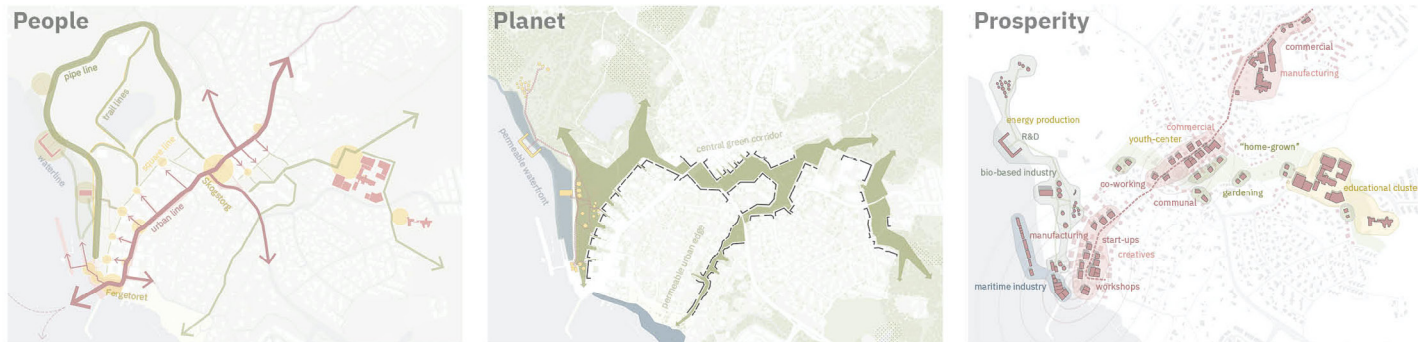 People
pipe line
trail lines
waterline
urban line
Skogstorg
Fergetoret
Planet
permeable waterfront
central green corridor
permeable urban edge
Prosperity
commercial
manufacturing
energy production
R&D
commercial
youth-center
"home-grown"
bio-based industry
co-working
gardening
educational cluster
communal
manufacturing
start-ups
creatives
maritime industry
workshops